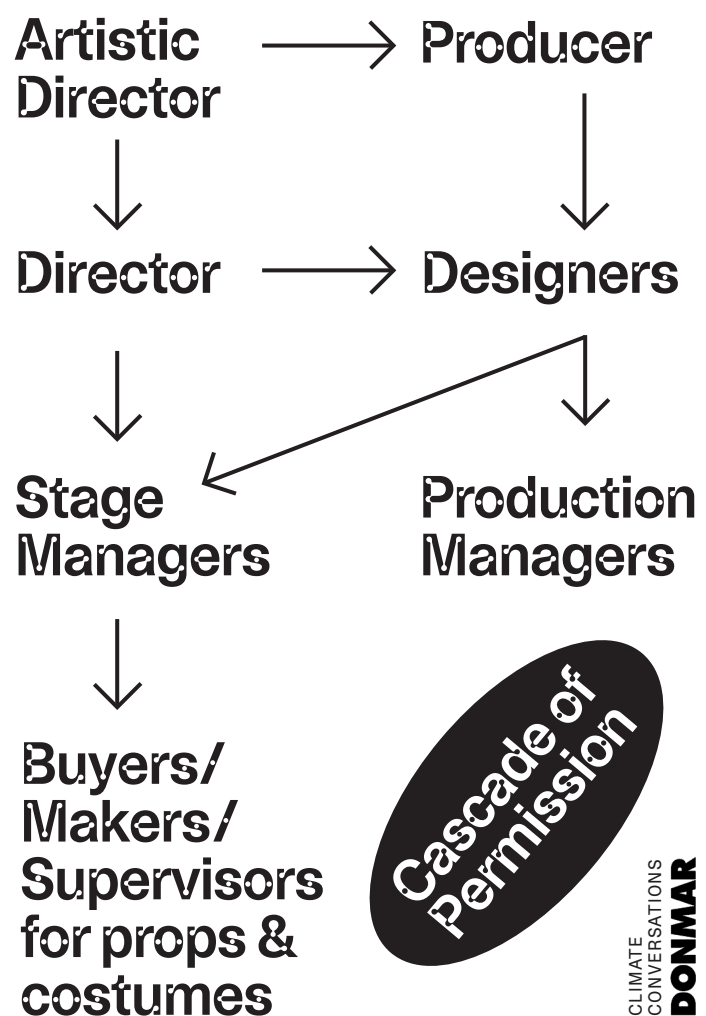 Artistic
Director
Producer
Director
Designers
Stage
Managers
Production
Managers
Buyers/
Makers/
Supervisors
for props &
costumes
Cascade of
Permission
CLIMATE
CONVERSATIONS
DONMAR